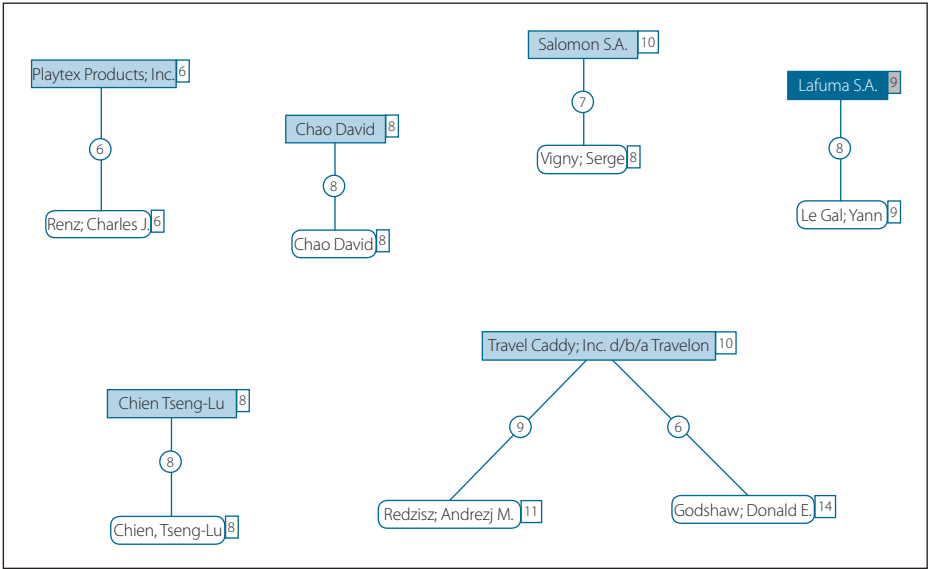 Playtex Products; Inc. 6
6
Renz; Charles J. 6
Chao David 8
8
Chao David 8
Salomon S.A. 10
7
Vigny; Serge 8
Lafuma S.A. 9
8
Le Gal; Yann 9
Chien Tseng-Lu 8
8
Chien, Tseng-Lu 8
Travel Caddy; Inc. d/b/a Travelon 10
9
6
Redzisz; Andrezj M. 11
Godshaw; Donald E. 14